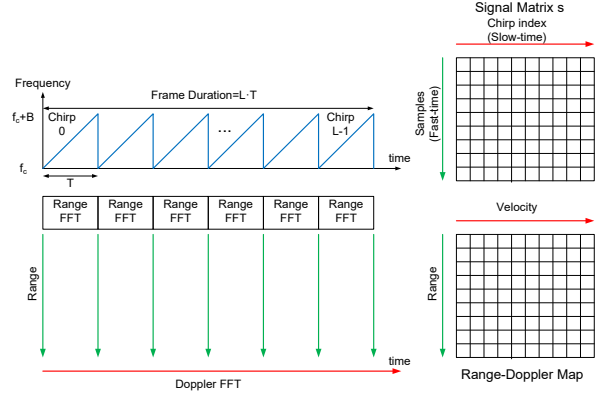 Signal Matrix s
Chirp index
(Slow-time)
Samples
(Fast-time)
Frequency
Frame Duration=L·T
f_c+B
Chirp
0
...
Chirp
L-1
f_c
time
T
Range
FFT
Range
FFT
Range
FFT
Range
FFT
Range
FFT
Range
FFT
Range
time
Doppler FFT
Velocity
Range
Range-Doppler Map